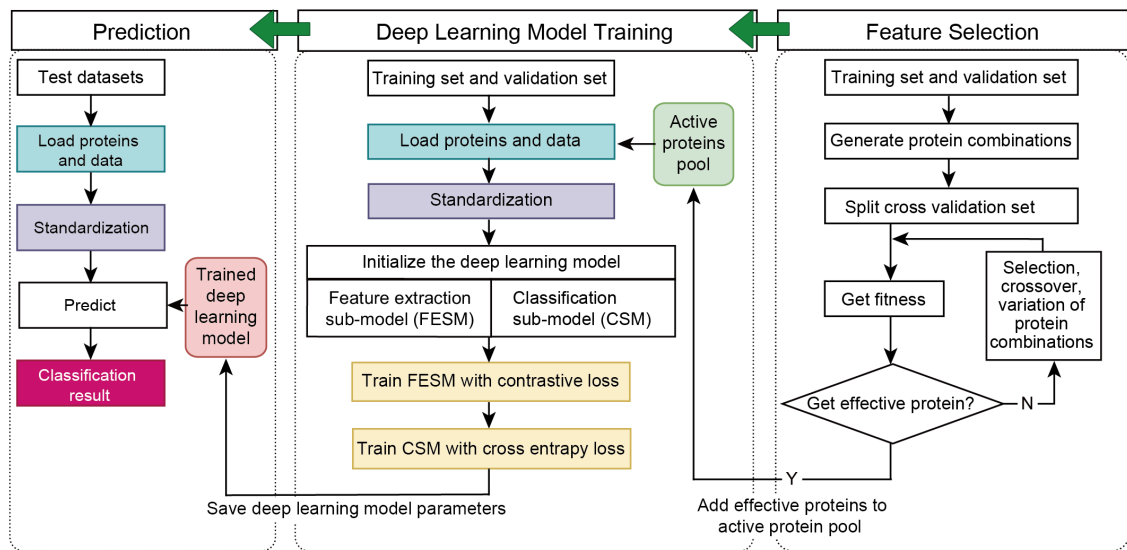 Prediction
Test datasets
Load proteins
and data
Standardization
Predict
Classification
result
Trained
deep
learning
model
Deep Learning Model Training
Training set and validation set
Load proteins and data
Standardization
Initialize the deep learning model
Feature extraction
sub-model (FESM)
Classification
sub-model (CSM)
Train FESM with contrastive loss
Train CSM with cross entrapy loss
Save deep learning model parameters
Active
proteins
pool
Feature Selection
Training set and validation set
Generate protein combinations
Split cross validation set
Get fitness
Selection,
crossover,
variation of
protein
combinations
Get effective protein?
N
Y
Add effective proteins to
active protein pool